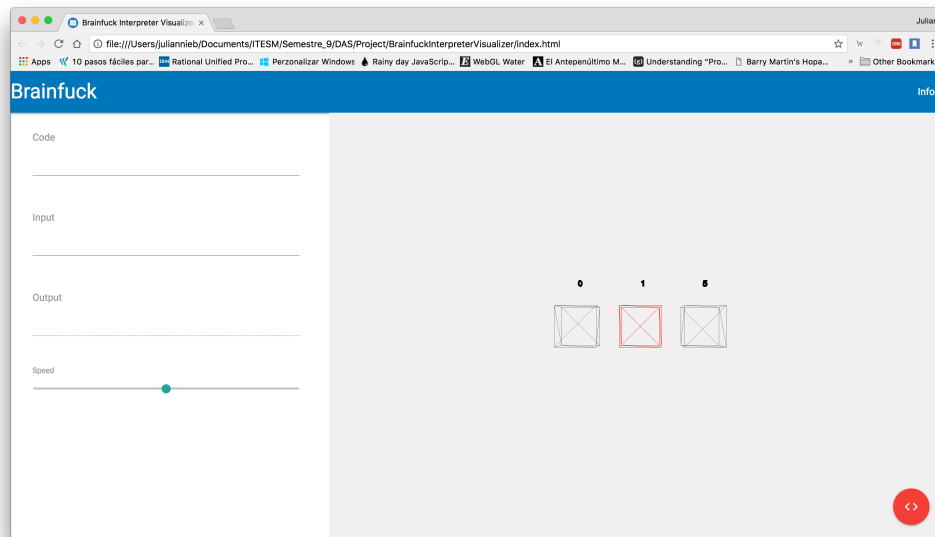 Brainfuck Interpreter Visualize
Julian
file:///Users/juliannieb/Documents/ITESM/Semestre_9/DAS/Project/BrainfuckInterpreterVisualizer/index.html
Apps 10 pasos fáciles par... IBM Rational Unified Pro... Perzonalizar Windows Rainy day JavaScrip... E WebGL Water A El Antepenúltimo M... {g} Understanding "Pro... Barry Martin's Hopa... » Other Bookmark
Brainfuck
Info
Code
Input
Output
Speed
0 1 5